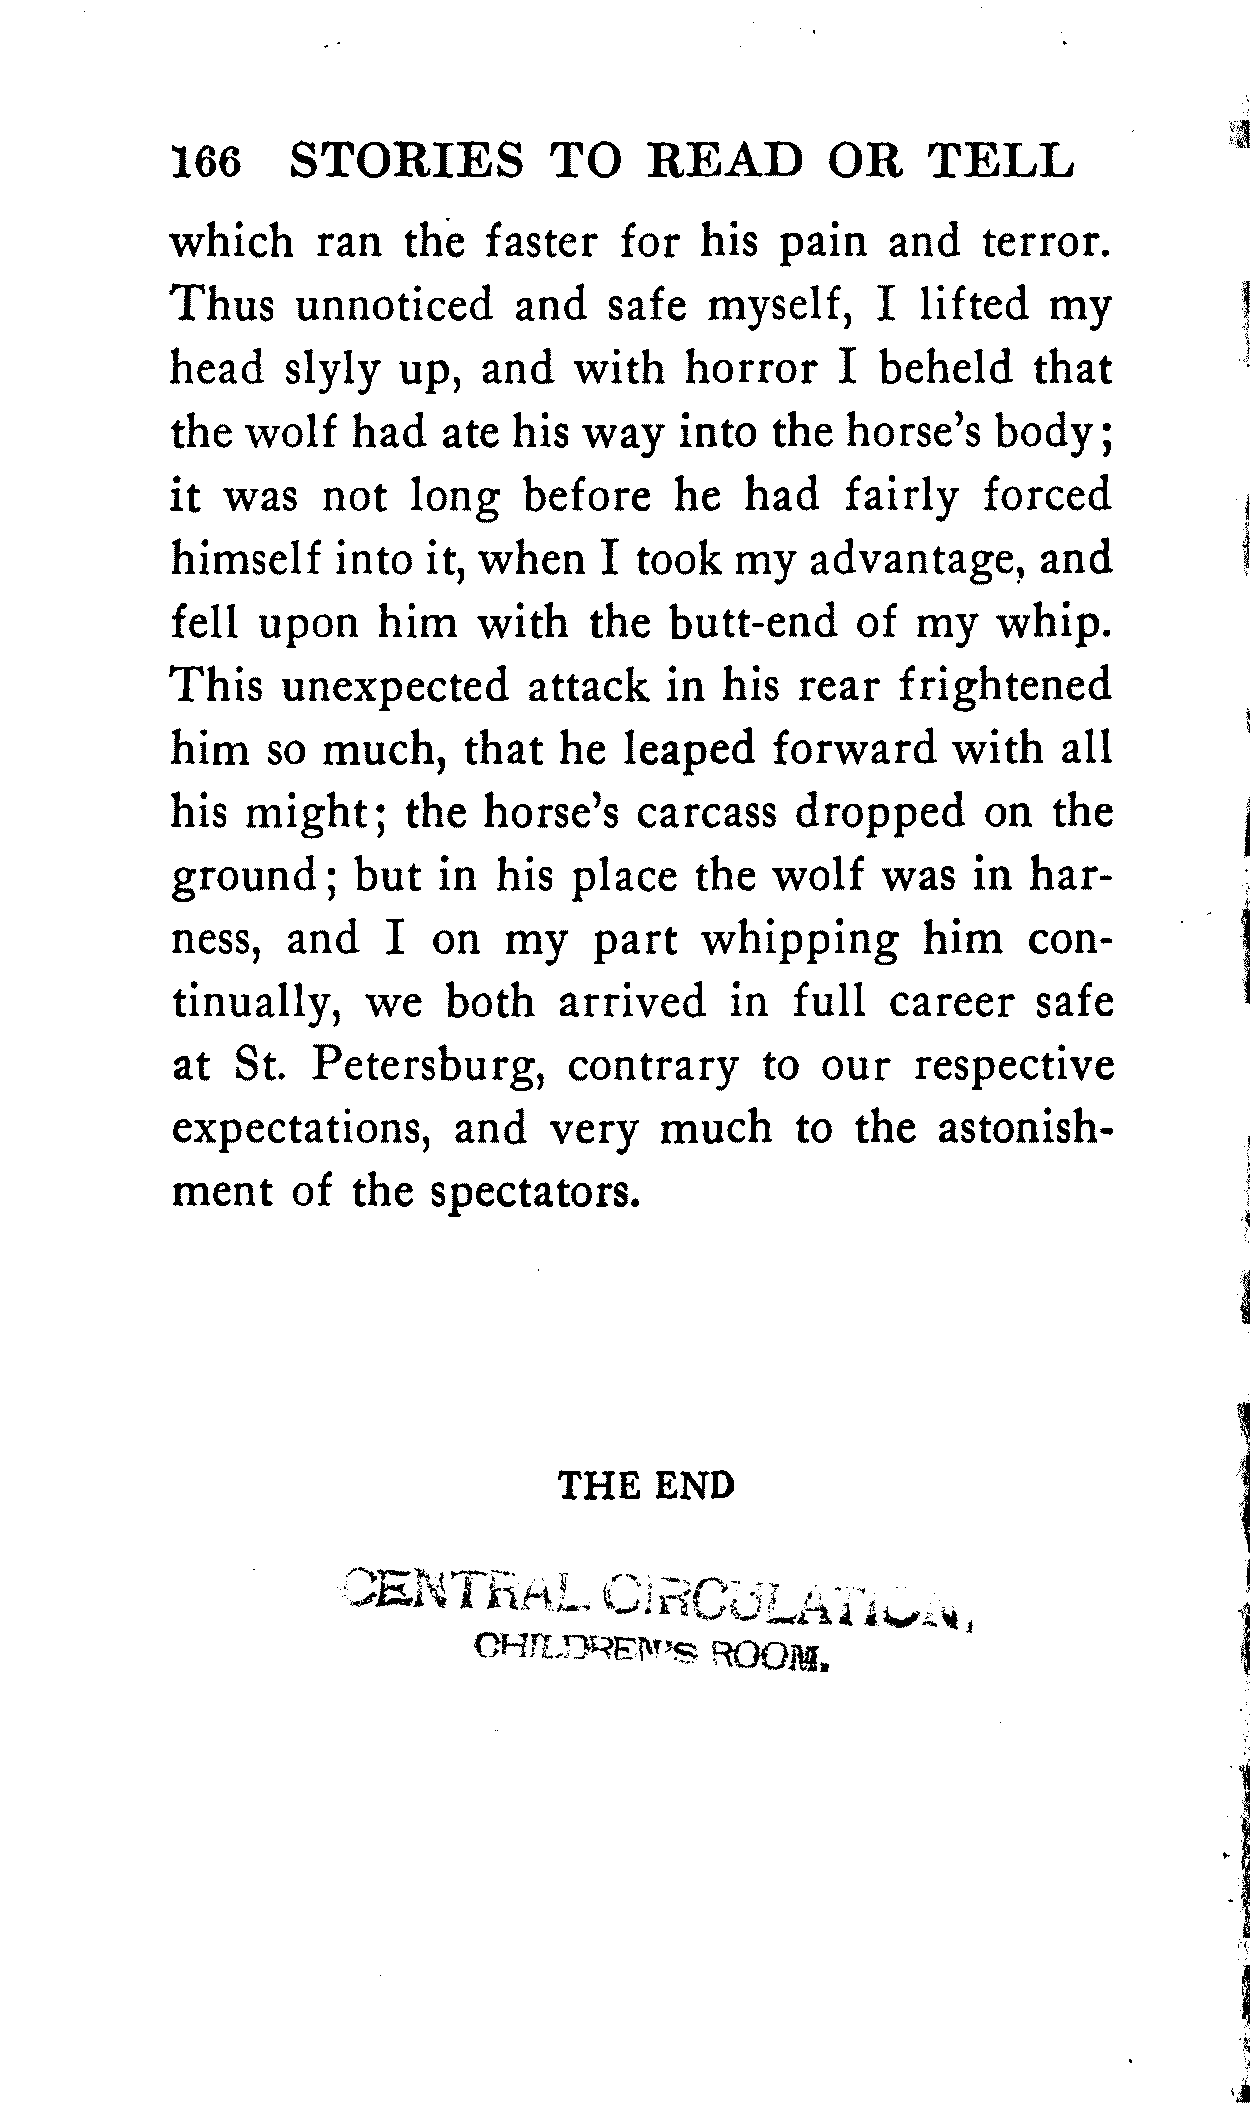 166 STORIES TO READ OR TELL
which ran the faster for his pain and terror.
Thus unnoticed and safe myself, I lifted my
head slyly up, and with horror I beheld that
the wolf had ate his way into the horse's body;
it was not long before he had fairly forced
himself into it, when I took my advantage, and
fell upon him with the butt-end of my whip.
This unexpected attack in his rear frightened
him so much, that he leaped forward with all
his might; the horse's carcass dropped on the
ground; but in his place the wolf was in har-
ness, and I on my part whipping him con-
tinually, we both arrived in full career safe
at St. Petersburg, contrary to our respective
expectations, and very much to the astonish-
ment of the spectators.
THE END
CENTRAL CIRCULATION,
CHILDREN'S ROOM.